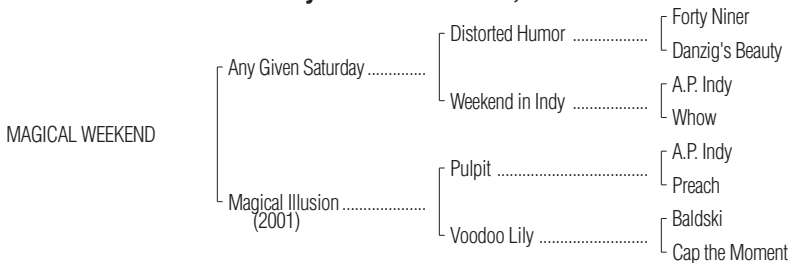 Forty Niner
Distorted Humor ..................
Danzig's Beauty
Any Given Saturday ..............
A.P. Indy
Weekend in Indy ..................
Whow
MAGICAL WEEKEND
A.P. Indy
Pulpit ....................................
Preach
Magical Illusion ....................
(2001)
Baldski
Voodoo Lily ..........................
Cap the Moment